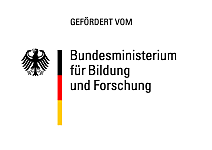 GEFÖRDERT VOM
Bundesministerium
für Bildung
und Forschung